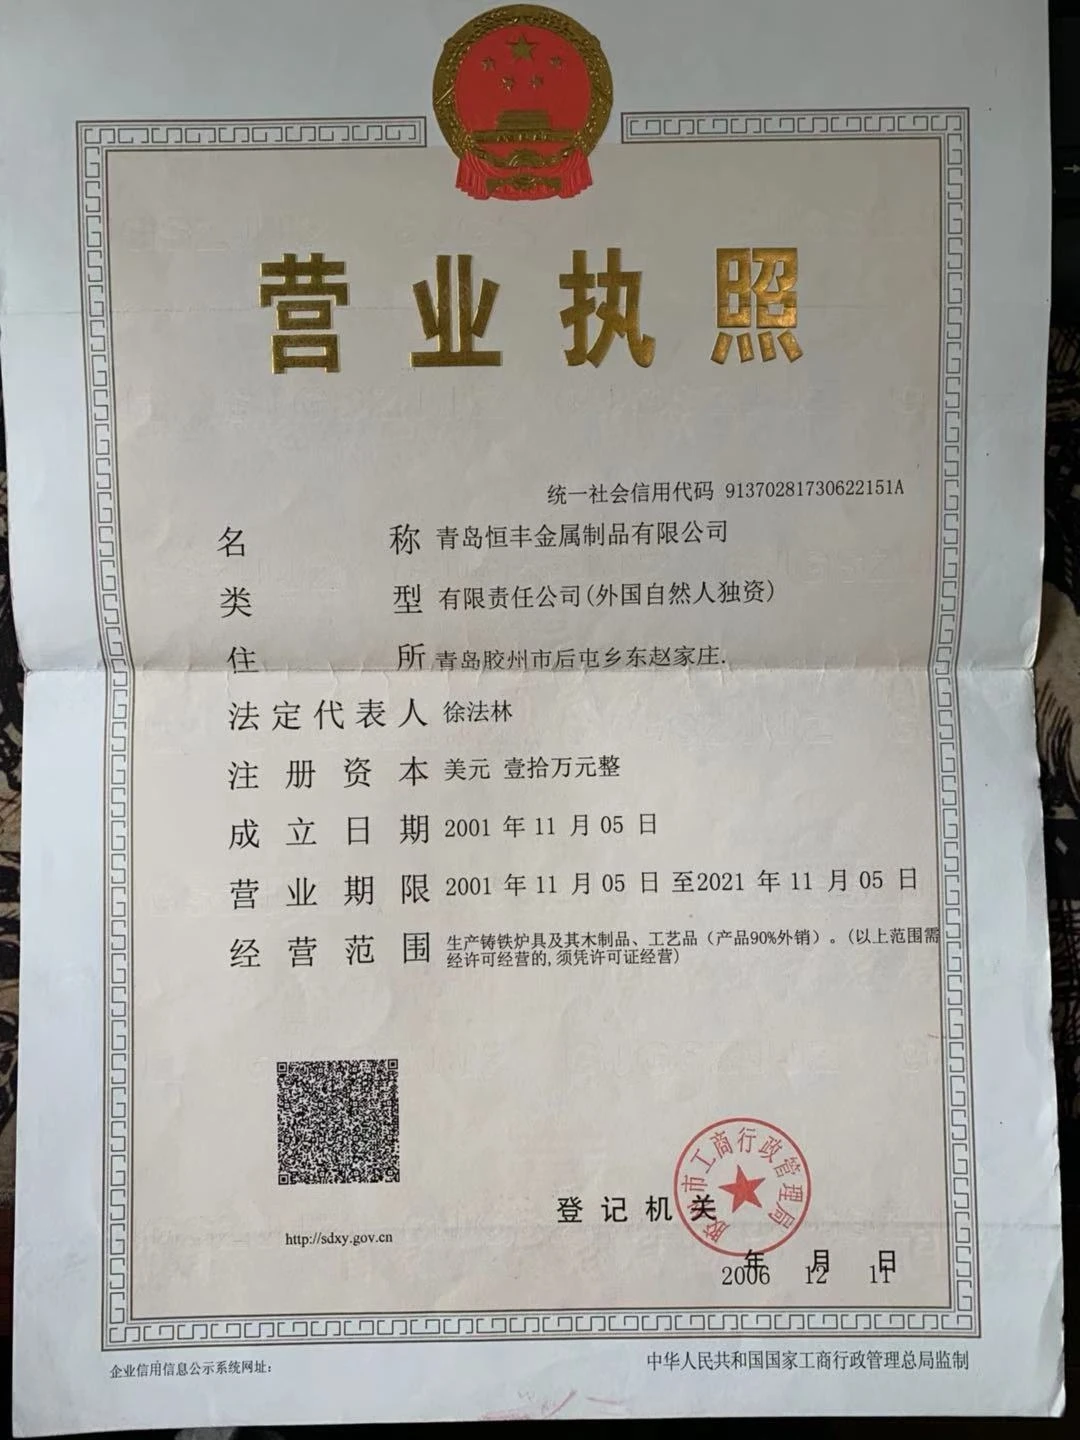 营业执照
统一社会信用代码 91370281730622151A
名称 青岛恒丰金属制品有限公司
类型 有限责任公司(外国自然人独资)
住所 青岛胶州市后屯乡东赵家庄.
法定代表人 徐法林
注册资本 美元 壹拾万元整
成立日期 2001 年 11 月 05 日
营业期限 2001 年 11 月 05 日 至2021 年 11 月 05 日
经营范围 生产铸铁炉具及其木制品、工艺品（产品90%外销）。(以上范围需
经许可经营的,须凭许可证经营)
胶州市工商行政管理局
登记机关
2006 年 12 月 11 日
http://sdxy.gov.cn
企业信用信息公示系统网址：
中华人民共和国国家工商行政管理总局监制